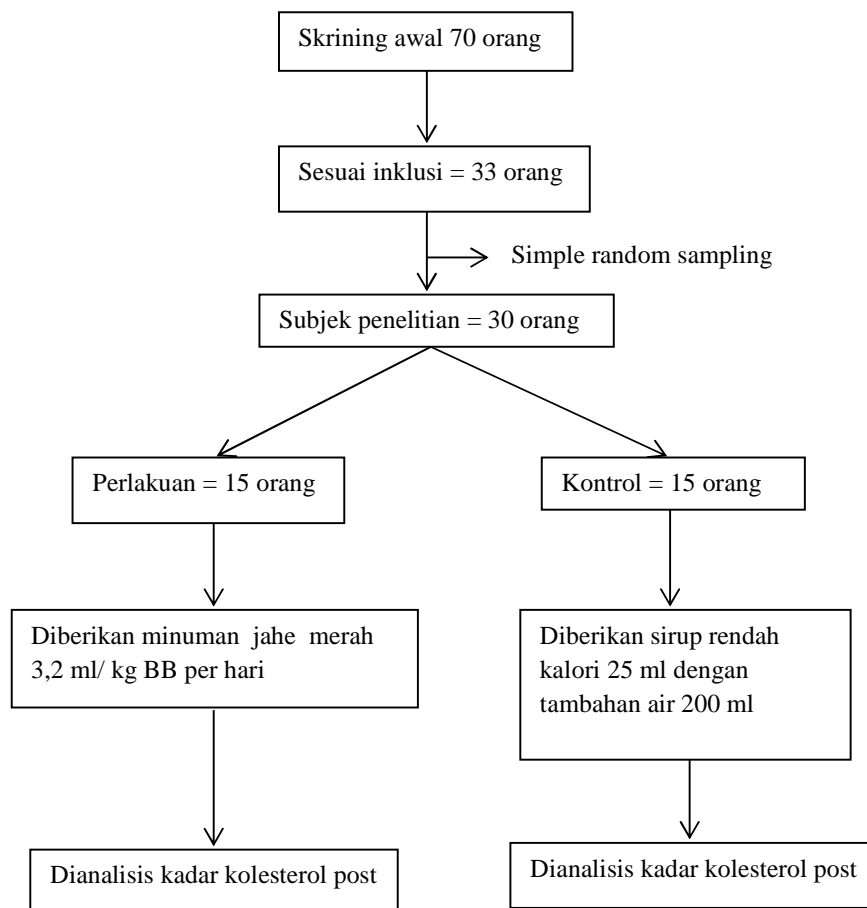 Skrining awal 70 orang
Sesuai inklusi = 33 orang
Simple random sampling
Subjek penelitian = 30 orang
Perlakuan = 15 orang
Kontrol = 15 orang
Diberikan minuman jahe merah
3,2 ml/ kg BB per hari
Diberikan sirup rendah
kalori 25 ml dengan
tambahan air 200 ml
Dianalisis kadar kolesterol post
Dianalisis kadar kolesterol post